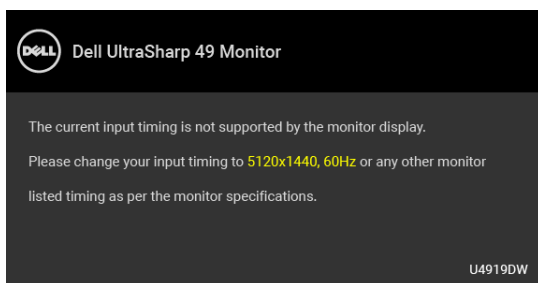 DELL Dell UltraSharp 49 Monitor
The current input timing is not supported by the monitor display.
Please change your input timing to 5120x1440, 60Hz or any other monitor
listed timing as per the monitor specifications.
U4919DW